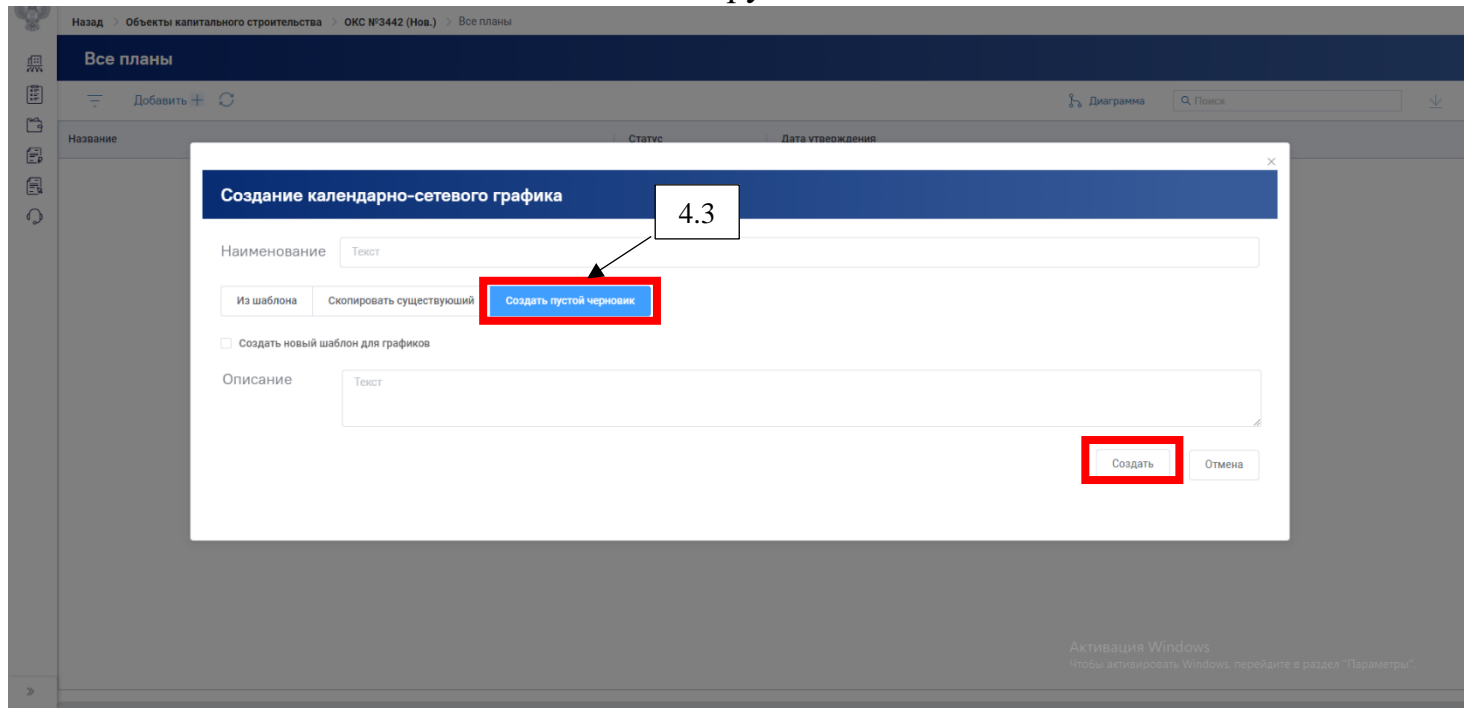 Назад > Объекты капитального строительства > ОКС №3442 (Нов.) > Все планы
Все планы
Добавить +
Диаграмма
Поиск
Название
Статус
Дата утверждения
Создание календарно-сетевого графика
4.3
Наименование
Текст
Из шаблона
Скопировать существуюший
Создать пустой черновик
Создать новый шаблон для графиков
Описание
Текст
Создать
Отмена
Активация Windows
Чтобы активировать Windows, перейдите в раздел "Параметры".